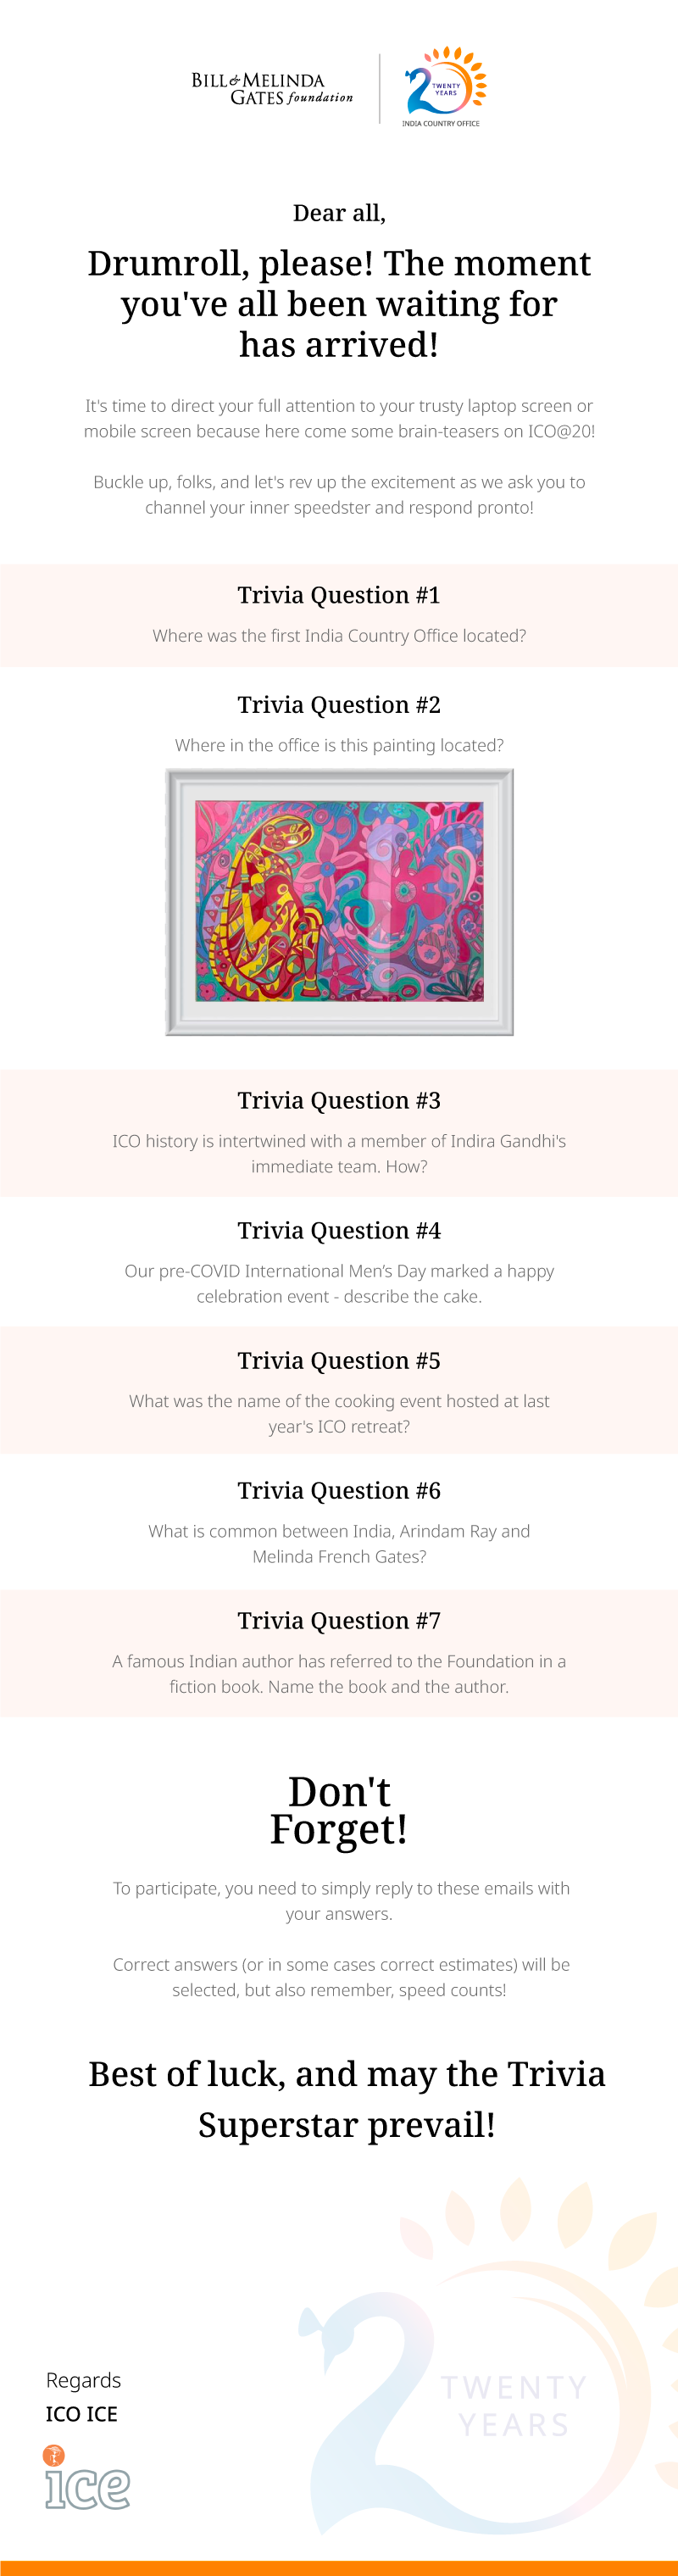 BILL & MELINDA
GATES foundation
TWENTY
YEARS
INDIA COUNTRY OFFICE
Dear all,
Drumroll, please! The moment
you've all been waiting for
has arrived!
It's time to direct your full attention to your trusty laptop screen or
mobile screen because here come some brain-teasers on ICO@20!
Buckle up, folks, and let's rev up the excitement as we ask you to
channel your inner speedster and respond pronto!
Trivia Question #1
Where was the first India Country Office located?
Trivia Question #2
Where in the office is this painting located?
Trivia Question #3
ICO history is intertwined with a member of Indira Gandhi's
immediate team. How?
Trivia Question #4
Our pre-COVID International Men’s Day marked a happy
celebration event - describe the cake.
Trivia Question #5
What was the name of the cooking event hosted at last
year's ICO retreat?
Trivia Question #6
What is common between India, Arindam Ray and
Melinda French Gates?
Trivia Question #7
A famous Indian author has referred to the Foundation in a
fiction book. Name the book and the author.
Don't
Forget!
To participate, you need to simply reply to these emails with
your answers.
Correct answers (or in some cases correct estimates) will be
selected, but also remember, speed counts!
Best of luck, and may the Trivia
Superstar prevail!
TWENTY
YEARS
Regards
ICO ICE
ice